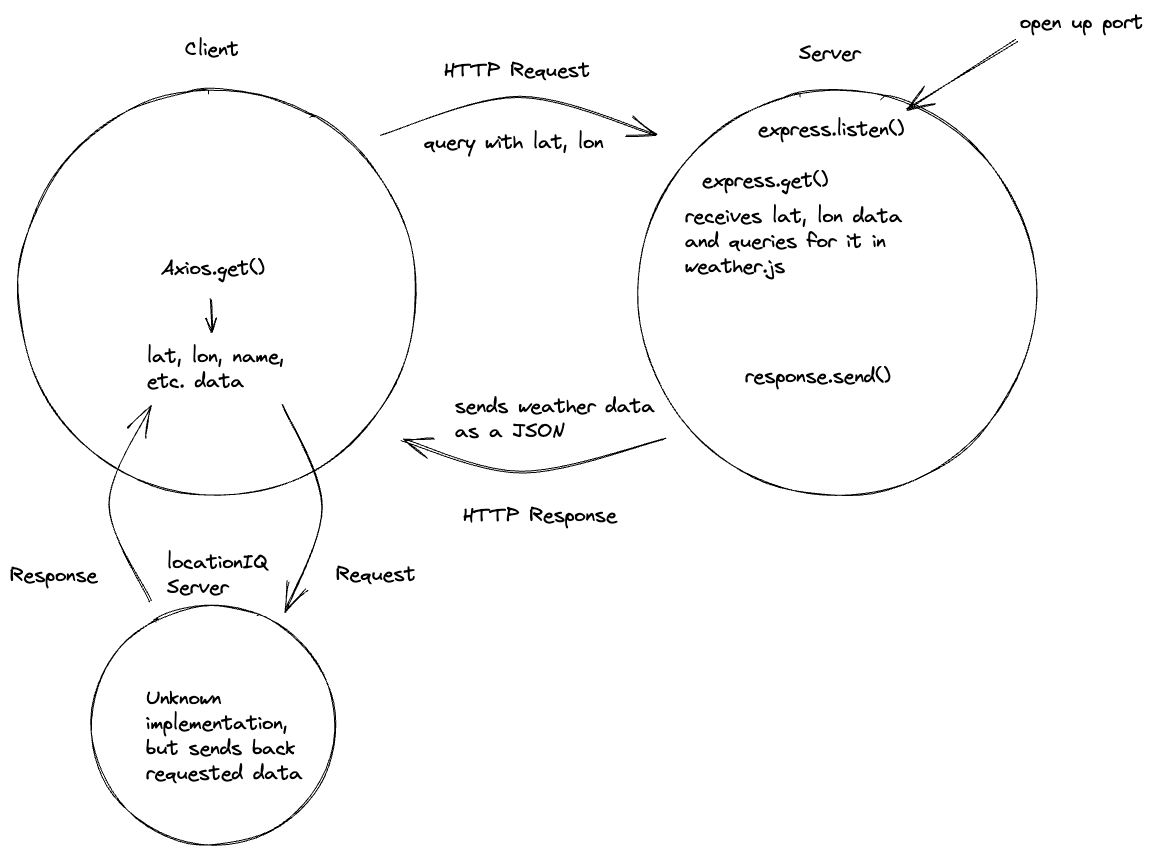 open up port
Client
Server
HTTP Request
query with lat, lon
express.listen()
express.get()
receives lat, lon data
and queries for it in
weather.js
Axios.get()
lat, lon, name,
etc. data
response.send()
sends weather data
as a JSON
HTTP Response
Response
locationIQ
Server
Request
Unknown
implementation,
but sends back
requested data